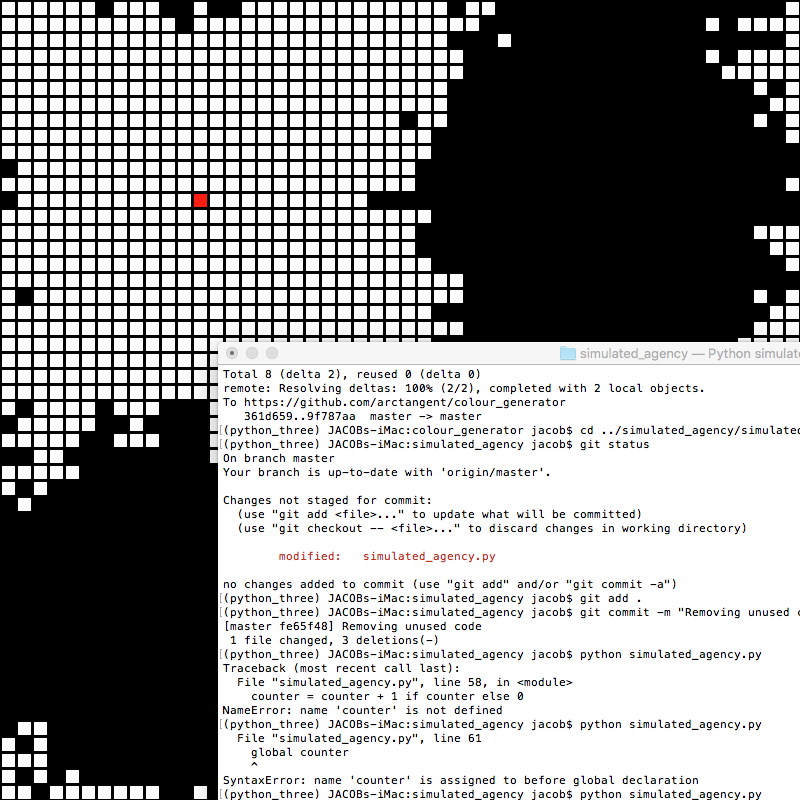 simulated_agency — Python simulate
Total 8 (delta 2), reused 0 (delta 0)
remote: Resolving deltas: 100% (2/2), completed with 2 local objects.
To https://github.com/arctangent/colour_generator
   361d659..9f787aa  master -> master
[(python_three) JACOBs-iMac:colour_generator jacob$ cd ../simulated_agency/simulated
[(python_three) JACOBs-iMac:simulated_agency jacob$ git status
On branch master
Your branch is up-to-date with 'origin/master'.
Changes not staged for commit:
  (use "git add <file>..." to update what will be committed)
  (use "git checkout -- <file>..." to discard changes in working directory)
        modified:   simulated_agency.py
no changes added to commit (use "git add" and/or "git commit -a")
[(python_three) JACOBs-iMac:simulated_agency jacob$ git add .
[(python_three) JACOBs-iMac:simulated_agency jacob$ git commit -m "Removing unused c
[master fe65f48] Removing unused code
 1 file changed, 3 deletions(-)
[(python_three) JACOBs-iMac:simulated_agency jacob$ python simulated_agency.py
Traceback (most recent call last):
  File "simulated_agency.py", line 58, in <module>
    counter = counter + 1 if counter else 0
NameError: name 'counter' is not defined
[(python_three) JACOBs-iMac:simulated_agency jacob$ python simulated_agency.py
  File "simulated_agency.py", line 61
    global counter
    ^
SyntaxError: name 'counter' is assigned to before global declaration
[(python_three) JACOBs-iMac:simulated_agency jacob$ python simulated_agency.py